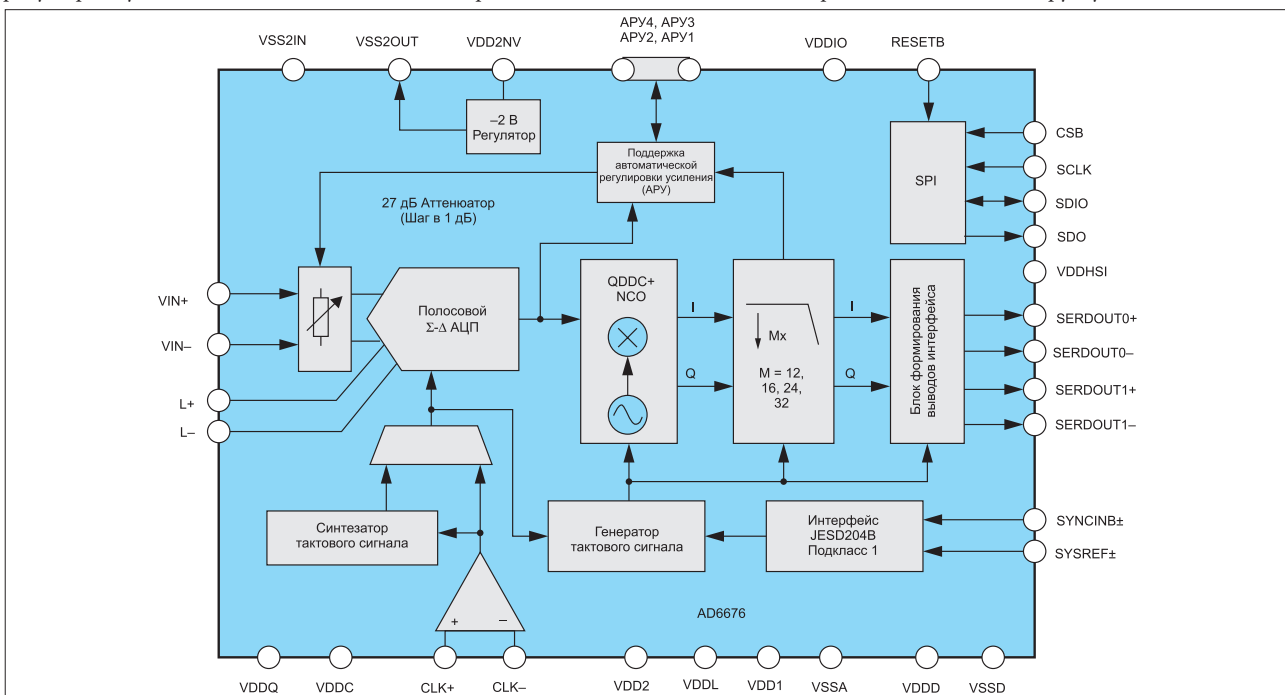 АРУ4, АРУ3
АРУ2, АРУ1
VSS2IN
VSS2OUT
VDD2NV
VDDIO
RESETB
–2 В
Регулятор
Поддержка
автоматической
регулировки усиления
(АРУ)
SPI
CSB
SCLK
SDIO
SDO
27 дБ Аттенюатор
(Шаг в 1 дБ)
VDDHSI
VIN+
VIN–
L+
L–
Полосовой
Σ-Δ АЦП
QDDC+
NCO
I
Q
Mx
M = 12,
16, 24,
32
I
Q
Блок формирования
выводов интерфейса
SERDOUT0+
SERDOUT0–
SERDOUT1+
SERDOUT1–
Синтезатор
тактового сигнала
Генератор
тактового сигнала
Интерфейс
JESD204B
Подкласс 1
SYNCINB±
SYSREF±
+ –
AD6676
VDDQ
VDDC
CLK+
CLK–
VDD2
VDDL
VDD1
VSSA
VDDD
VSSD